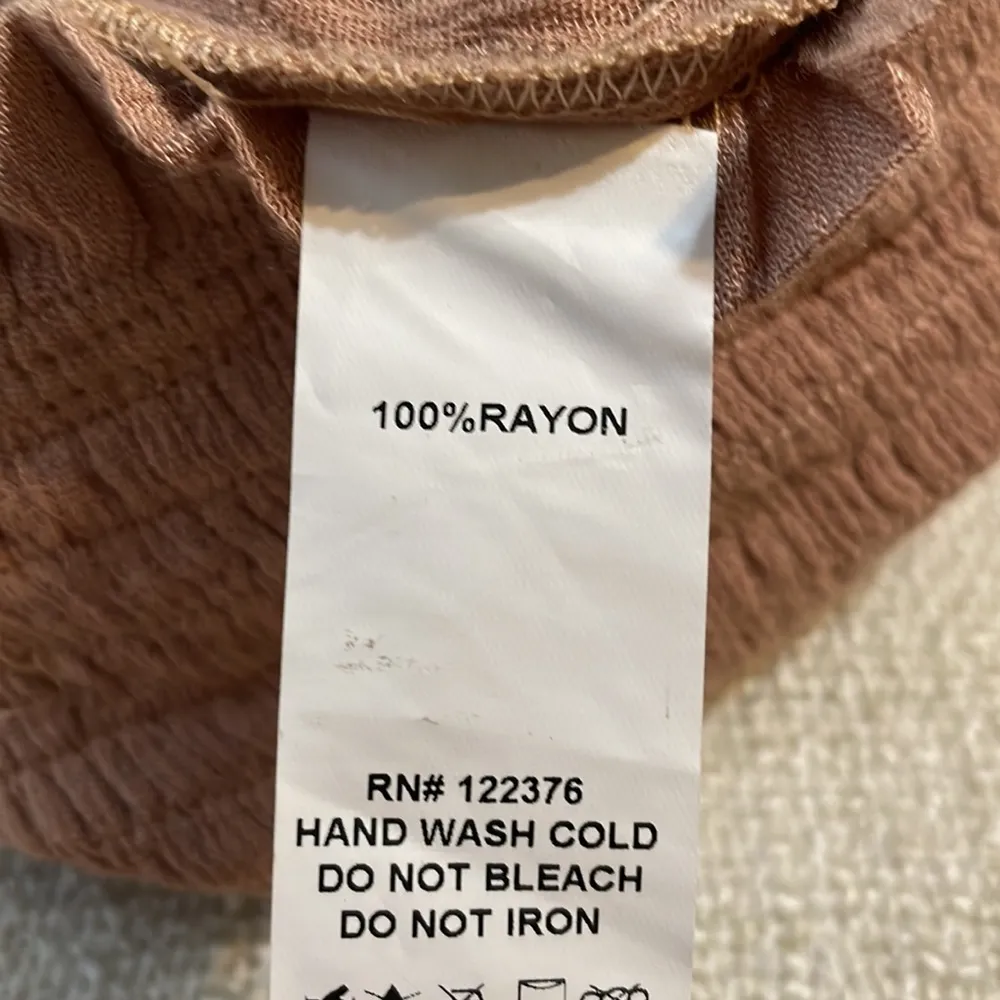 100%RAYON
RN# 122376
HAND WASH COLD
DO NOT BLEACH
DO NOT IRON